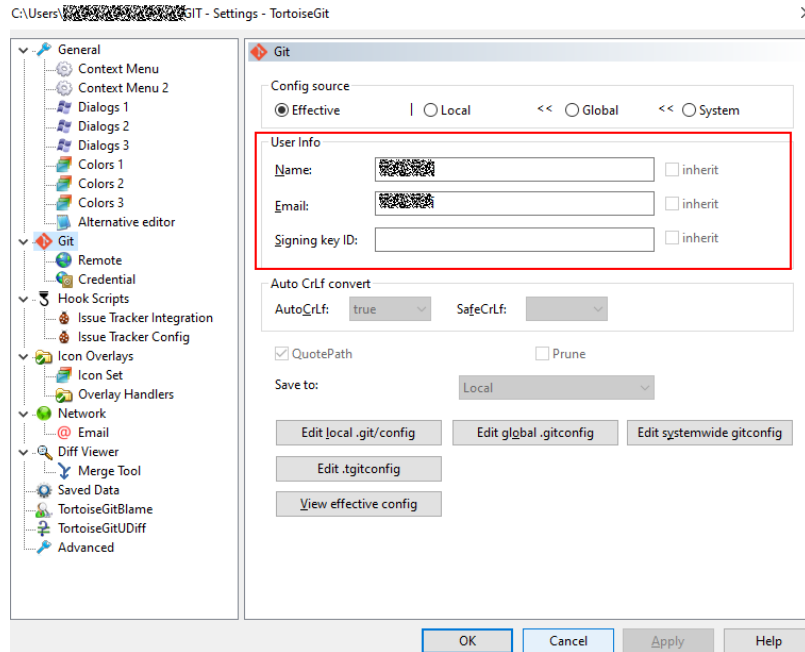 C:\Users\ GIT - Settings - TortoiseGit
General
Context Menu
Context Menu 2
Dialogs 1
Dialogs 2
Dialogs 3
Colors 1
Colors 2
Colors 3
Alternative editor
Git
Remote
Credential
Hook Scripts
Issue Tracker Integration
Issue Tracker Config
Icon Overlays
Icon Set
Overlay Handlers
Network
Email
Diff Viewer
Merge Tool
Saved Data
TortoiseGitBlame
TortoiseGitUDiff
Advanced
Git
Config source
Effective | Local << Global << System
User Info
Name: inherit
Email: inherit
Signing key ID: inherit
Auto CrLf convert
AutoCrLf: true SafeCrLf:
QuotePath Prune
Save to: Local
Edit local .git/config Edit global .gitconfig Edit systemwide gitconfig
Edit .tgitconfig
View effective config
OK Cancel Apply Help